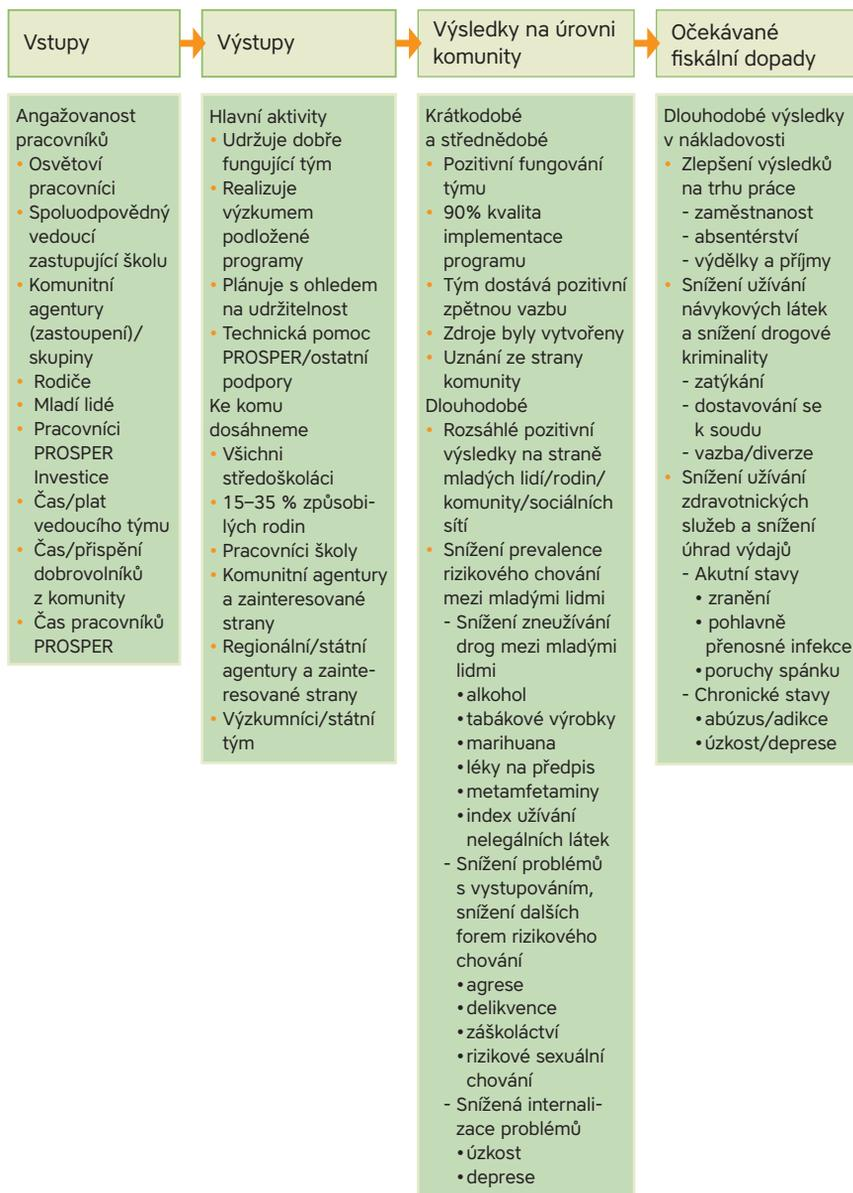 Vstupy
Výstupy
Výsledky na úrovni
komunity
Očekávané
fiskální dopady
Angažovanost
pracovníků
• Osvětoví
pracovníci
• Spoluodpovědný
vedoucí
zastupující školu
• Komunitní
agentury
(zastoupení)/
skupiny
• Rodiče
• Mladí lidé
• Pracovníci
PROSPER
Investice
• Čas/plat
vedoucího týmu
• Čas/přispění
dobrovolníků
z komunity
• Čas pracovníků
PROSPER
Hlavní aktivity
• Udržuje dobře
fungující tým
• Realizuje
výzkumem
podložené
programy
• Plánuje s ohledem
na udržitelnost
• Technická pomoc
PROSPER/ostatní
podpory
Ke komu
dosáhneme
• Všichni
středoškoláci
• 15–35 % způsobi-
lých rodin
• Pracovníci školy
• Komunitní agentury
a zainteresované
strany
• Regionální/státní
agentury a zainte-
resované strany
• Výzkumníci/státní
tým
Krátkodobé
a střednědobé
• Pozitivní fungování
týmu
• 90% kvalita
implementace
programu
• Tým dostává pozitivní
zpětnou vazbu
• Zdroje byly vytvořeny
• Uznání ze strany
komunity
Dlouhodobé
• Rozsáhlé pozitivní
výsledky na straně
mladých lidí/rodin/
komunity/sociálních
sítí
• Snížení prevalence
rizikového chování
mezi mladými lidmi
- Snížení zneužívání
drog mezi mladými
lidmi
• alkohol
• tabákové výrobky
• marihuana
• léky na předpis
• metamfetaminy
• index užívání
nelegálních látek
- Snížení problémů
s vystupováním,
snížení dalších
forem rizikového
chování
• agrese
• delikvence
• záškoláctví
• rizikové sexuální
chování
- Snížená internali-
zace problémů
• úzkost
• deprese
Dlouhodobé výsledky
v nákladovosti
• Zlepšení výsledků
na trhu práce
- zaměstnanost
- absentérství
- výdělky a příjmy
• Snížení užívání
návykových látek
a snížení drogové
kriminality
- zatýkání
- dostavování se
k soudu
- vazba/diverze
• Snížení užívání
zdravotnických
služeb a snížení
úhrad výdajů
- Akutní stavy
• zranění
• pohlavně
přenosné infekce
• poruchy spánku
- Chronické stavy
• abúzus/adikce
• úzkost/deprese